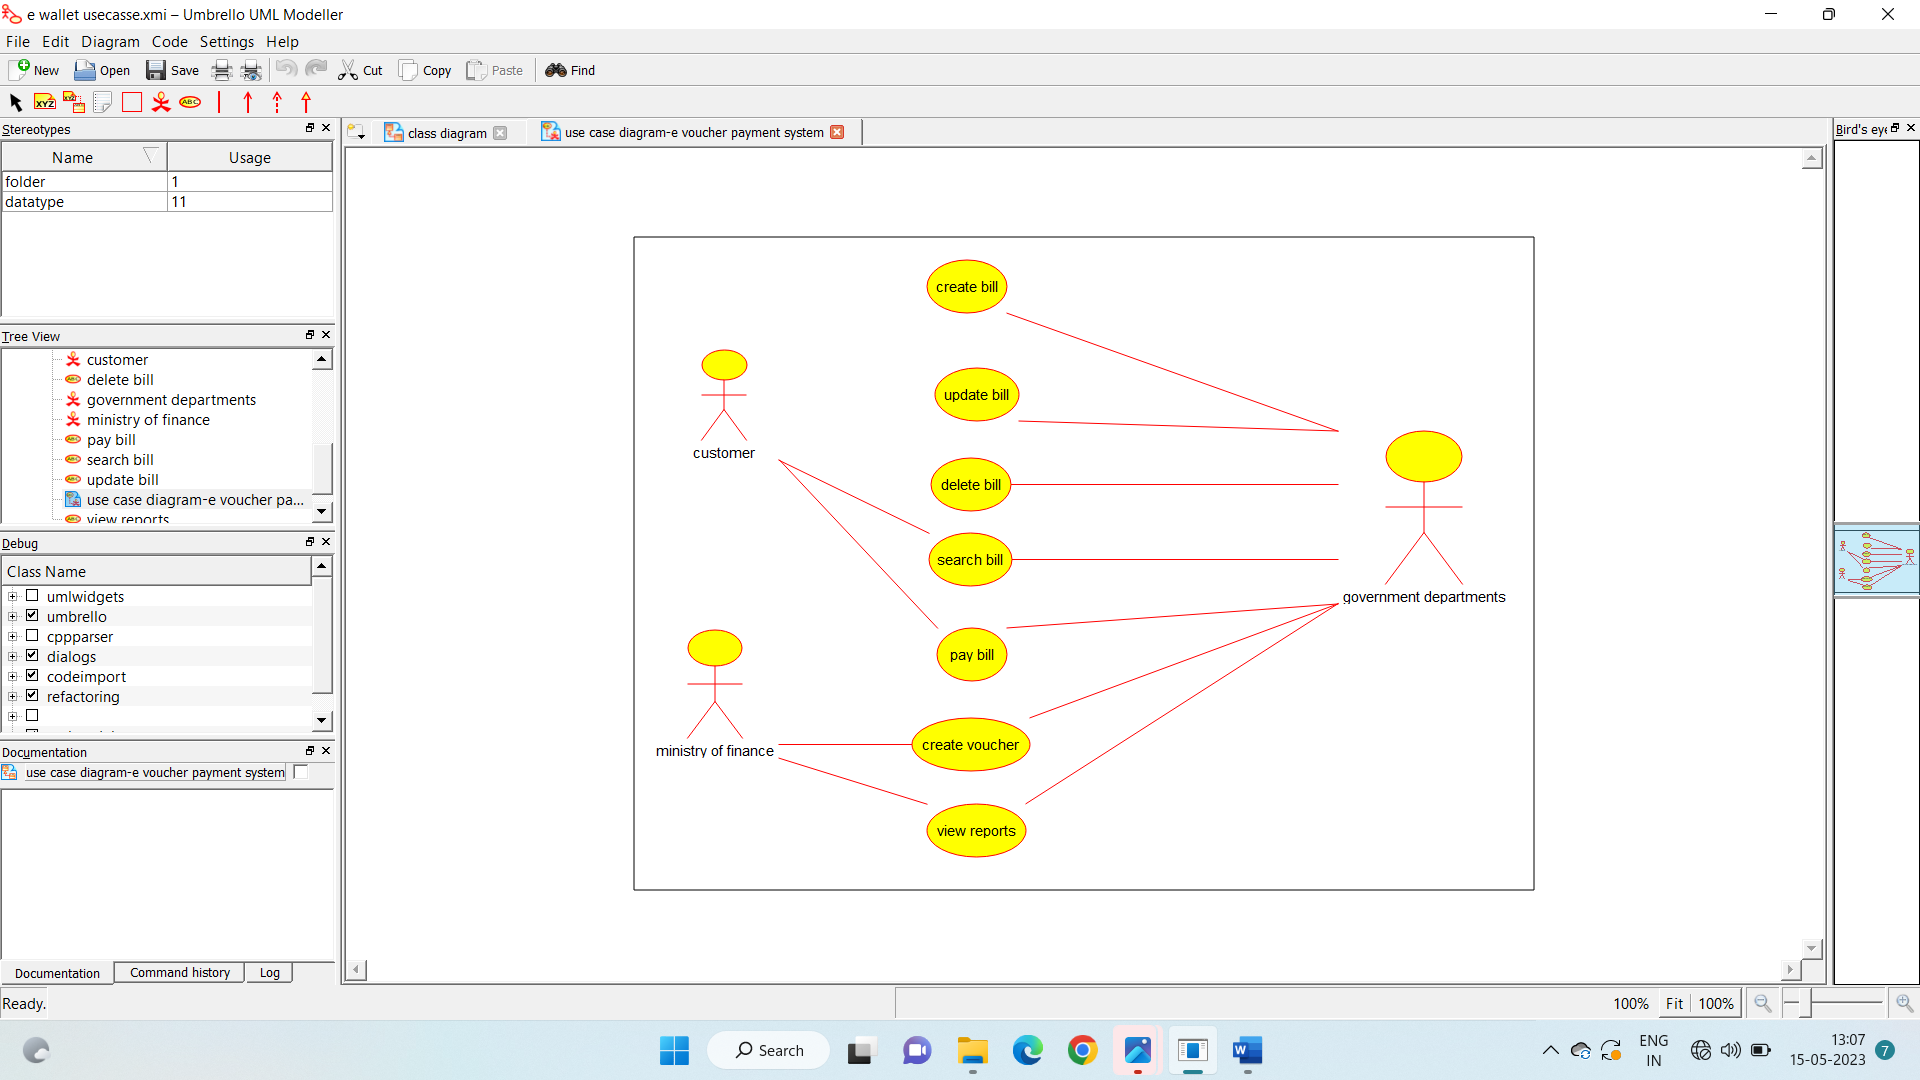 e wallet usecasse.xmi – Umbrello UML Modeller
File Edit Diagram Code Settings Help
New Open Save Cut Copy Paste Find
XYZ XYZ ABC
Stereotypes
Name Usage
folder 1
datatype 11
Tree View
customer
delete bill
government departments
ministry of finance
pay bill
search bill
update bill
use case diagram-e voucher pa...
view reports
Debug
Class Name
umlwidgets
umbrello
cppparser
dialogs
codeimport
refactoring
Documentation
use case diagram-e voucher payment system
Documentation Command history Log
Ready.
class diagram
use case diagram-e voucher payment system
create bill
update bill
customer
delete bill
search bill
government departments
pay bill
create voucher
ministry of finance
view reports
Bird's eye
100% Fit 100%
Search
ENG
IN
13:07
15-05-2023
7